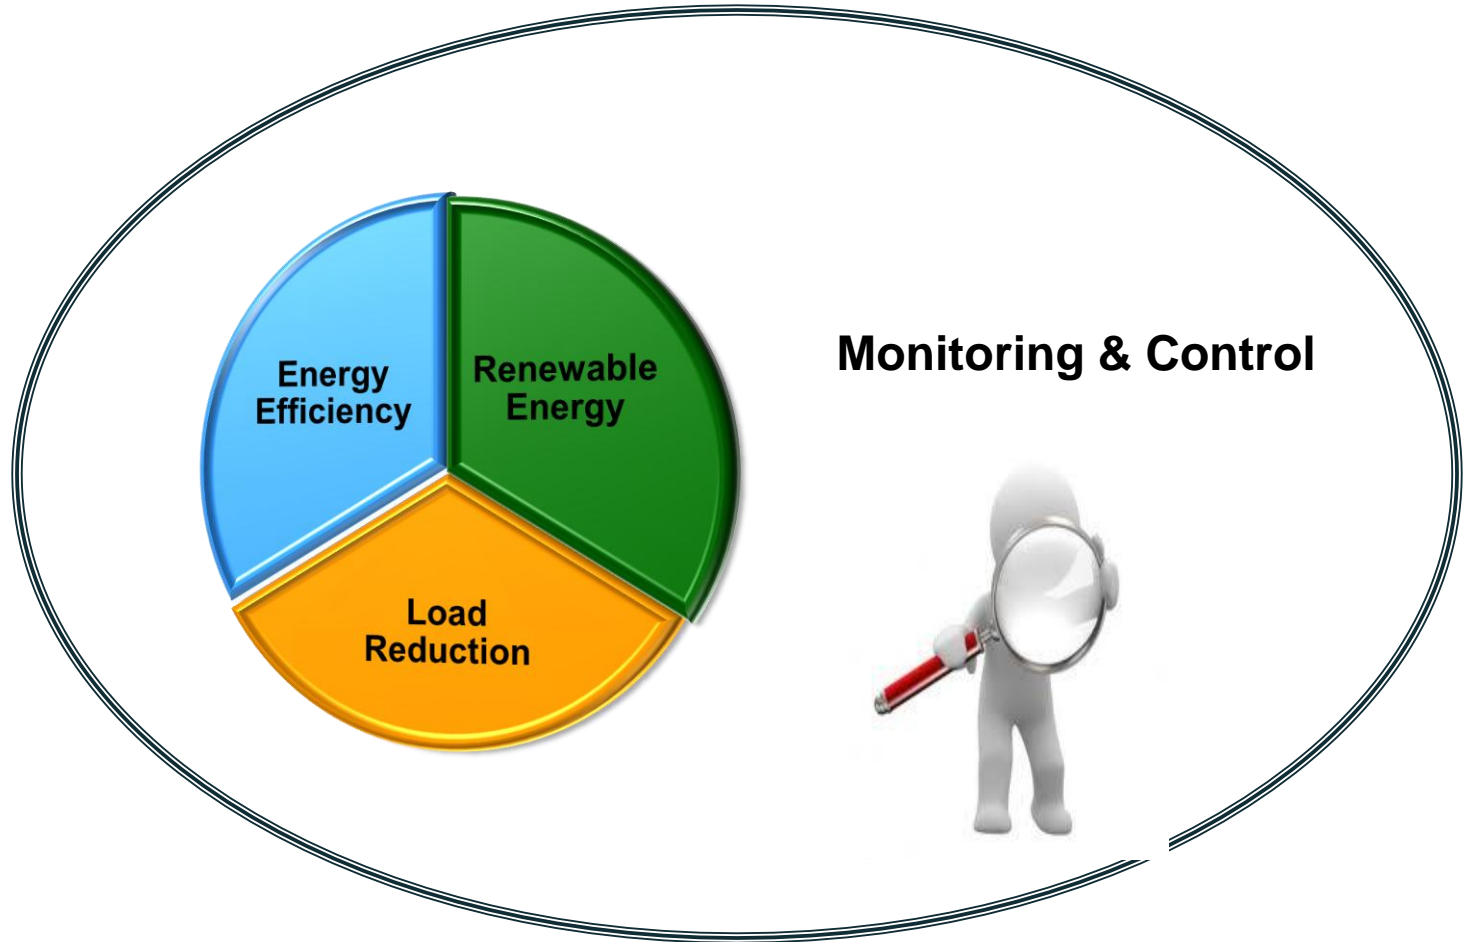 Energy
Efficiency
Renewable
Energy
Load
Reduction
Monitoring & Control